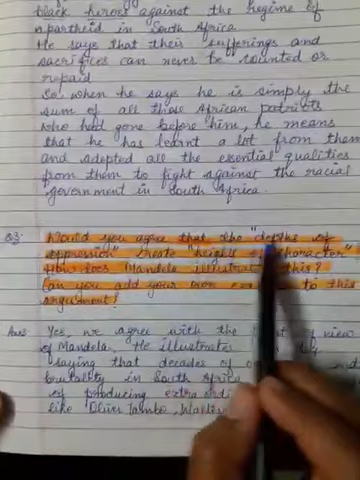 black heroes against the Regime of
apartheid in South Africa
He says that their sufferings and
sacrifices can never be counted or
repaid
So when he says he is simply the
sum of all those African patriots
who had gone before him, he means
that he has learnt a lot from them
and adopted all the essential qualities
from them to fight against the racial
government in South Africa.
Q3: Would you agree that the "depths of
oppression" create "heights of character"
How does Mandela illustrate this?
Can you add your own to this
argument?
Ans: Yes, we agree with the of view
of Mandela. He illustrates
saying that decades of
brutality in South Africa
of producing
like Oliver Tambo, Walter